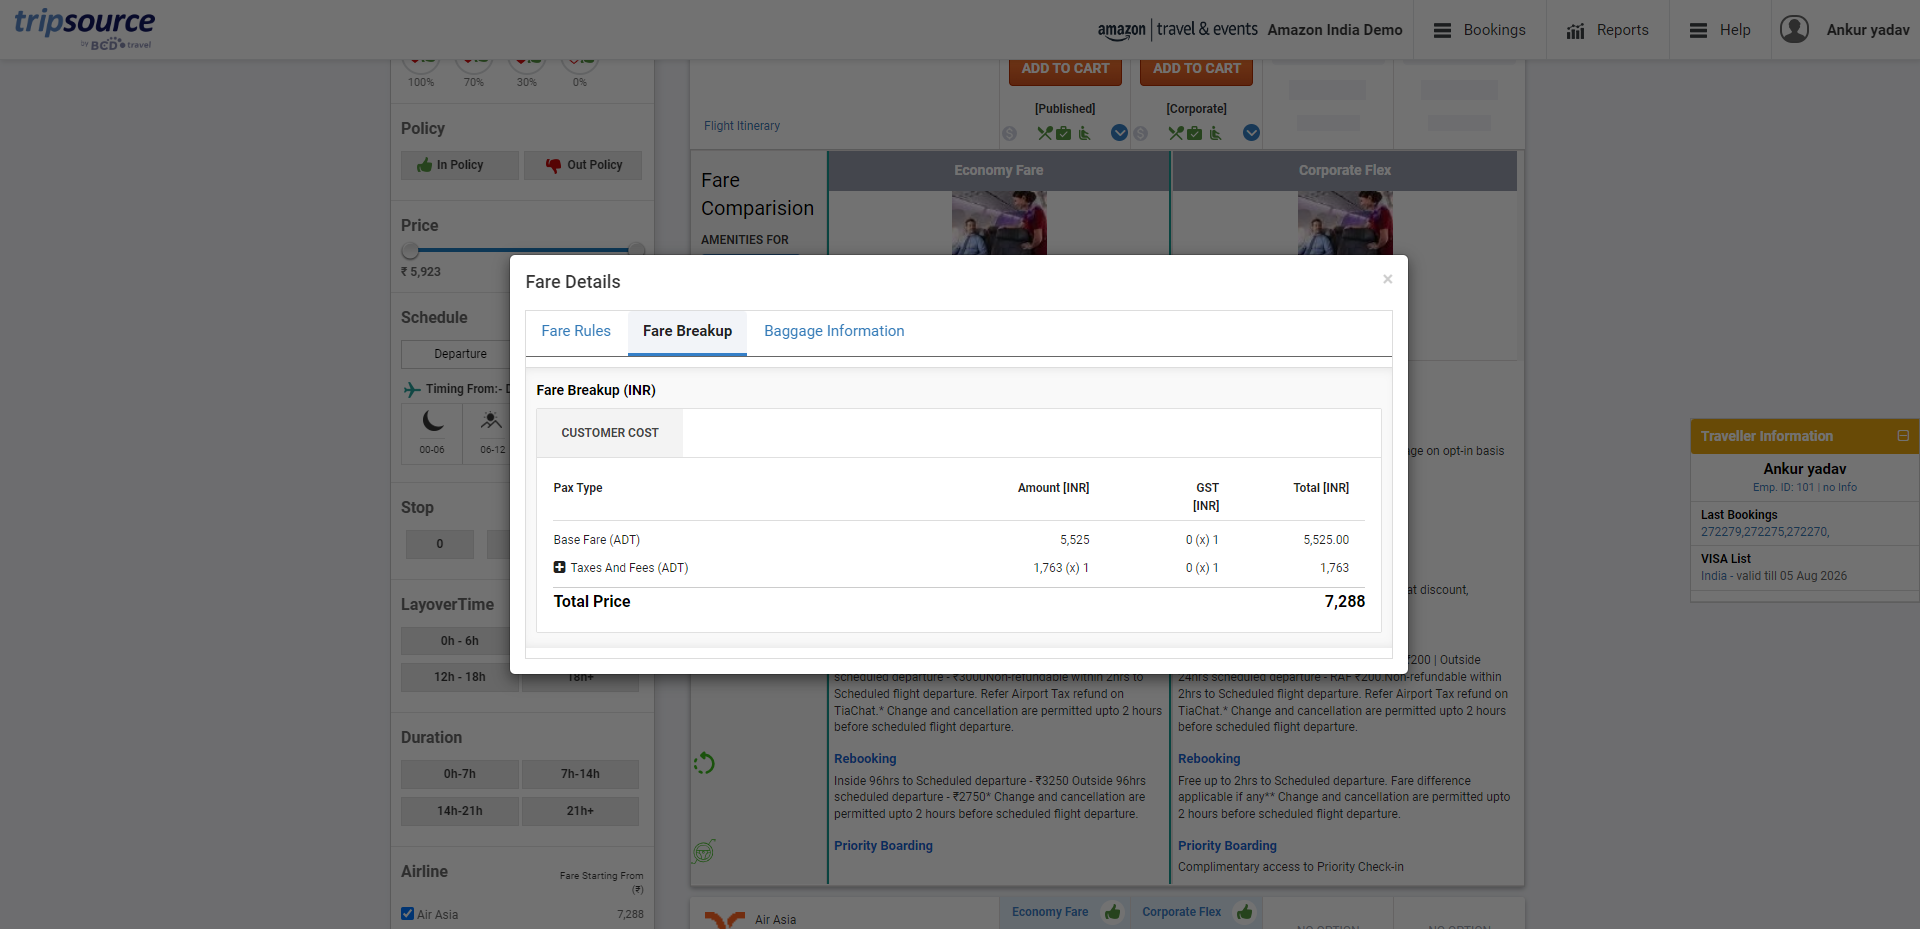 tripsource
by BCD travel
amazon | travel & events
Amazon India Demo
Bookings
Reports
Help
Ankur yadav
100%
70%
30%
0%
Policy
In Policy
Out Policy
Price
₹ 5,923
Schedule
Departure
Timing From:-
00-06
06-12
Stop
0
LayoverTime
0h - 6h
12h - 18h
18h+
Duration
0h-7h
7h-14h
14h-21h
21h+
Airline
Fare Starting From
(₹)
Air Asia
7,288
ADD TO CART
ADD TO CART
[Published]
[Corporate]
Flight Itinerary
Fare
Comparision
AMENITIES FOR
Economy Fare
Corporate Flex
Fare Details
×
Fare Rules
Fare Breakup
Baggage Information
Fare Breakup (INR)
CUSTOMER COST
Pax Type
Amount [INR]
GST
[INR]
Total [INR]
Base Fare (ADT)
5,525
0 (x) 1
5,525.00
Taxes And Fees (ADT)
1,763 (x) 1
0 (x) 1
1,763
Total Price
7,288
on opt-in basis
discount,
₹200 | Outside
scheduled departure - ₹3000Non-refundable within 2hrs to
Scheduled flight departure. Refer Airport Tax refund on
TiaChat.* Change and cancellation are permitted upto 2 hours
before scheduled flight departure.
24hrs scheduled departure - RAF ₹200.Non-refundable within
2hrs to Scheduled flight departure. Refer Airport Tax refund on
TiaChat.* Change and cancellation are permitted upto 2 hours
before scheduled flight departure.
Rebooking
Inside 96hrs to Scheduled departure - ₹3250 Outside 96hrs
scheduled departure - ₹2750* Change and cancellation are
permitted upto 2 hours before scheduled flight departure.
Rebooking
Free up to 2hrs to Scheduled departure. Fare difference
applicable if any** Change and cancellation are permitted upto
2 hours before scheduled flight departure.
Priority Boarding
Priority Boarding
Complimentary access to Priority Check-in
Air Asia
Economy Fare
Corporate Flex
NO OPTION
NO OPTION
Traveller Information
Ankur yadav
Emp. ID: 101 | no Info
Last Bookings
272279,272275,272270,
VISA List
India - valid till 05 Aug 2026